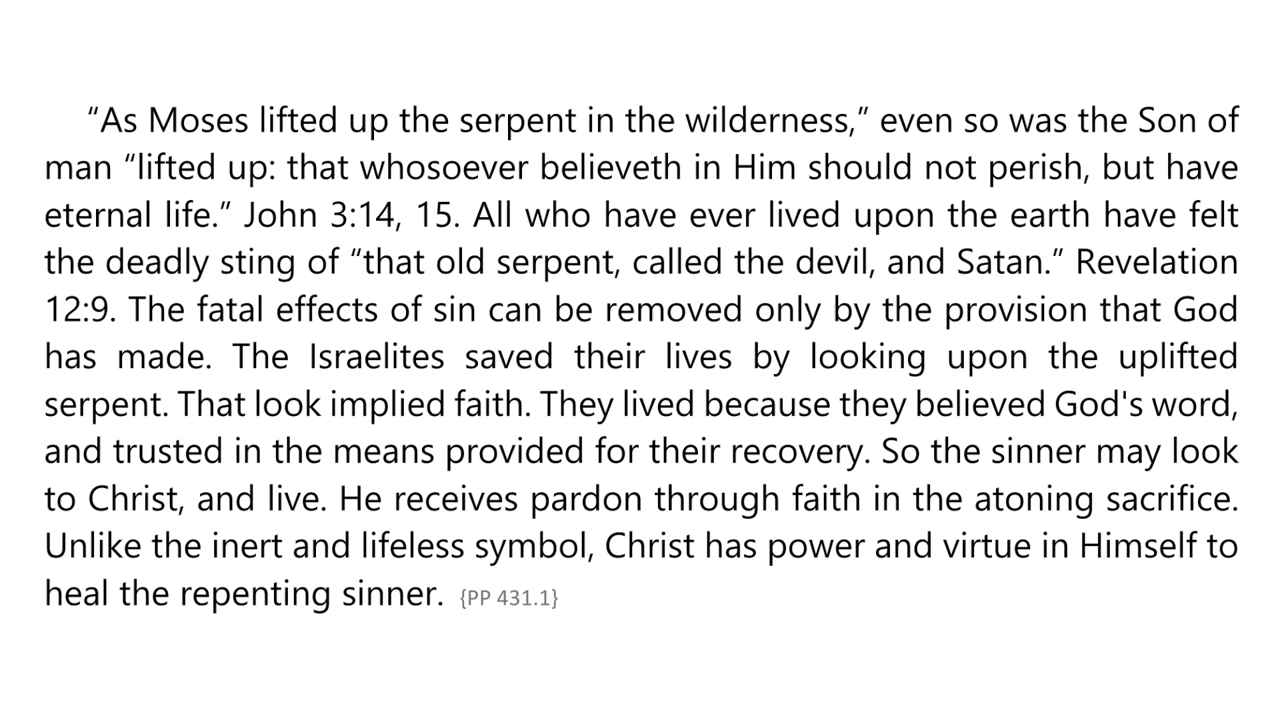 “As Moses lifted up the serpent in the wilderness,” even so was the Son of
man “lifted up: that whosoever believeth in Him should not perish, but have
eternal life.” John 3:14, 15. All who have ever lived upon the earth have felt
the deadly sting of “that old serpent, called the devil, and Satan.” Revelation
12:9. The fatal effects of sin can be removed only by the provision that God
has made. The Israelites saved their lives by looking upon the uplifted
serpent. That look implied faith. They lived because they believed God's word,
and trusted in the means provided for their recovery. So the sinner may look
to Christ, and live. He receives pardon through faith in the atoning sacrifice.
Unlike the inert and lifeless symbol, Christ has power and virtue in Himself to
heal the repenting sinner. {PP 431.1}